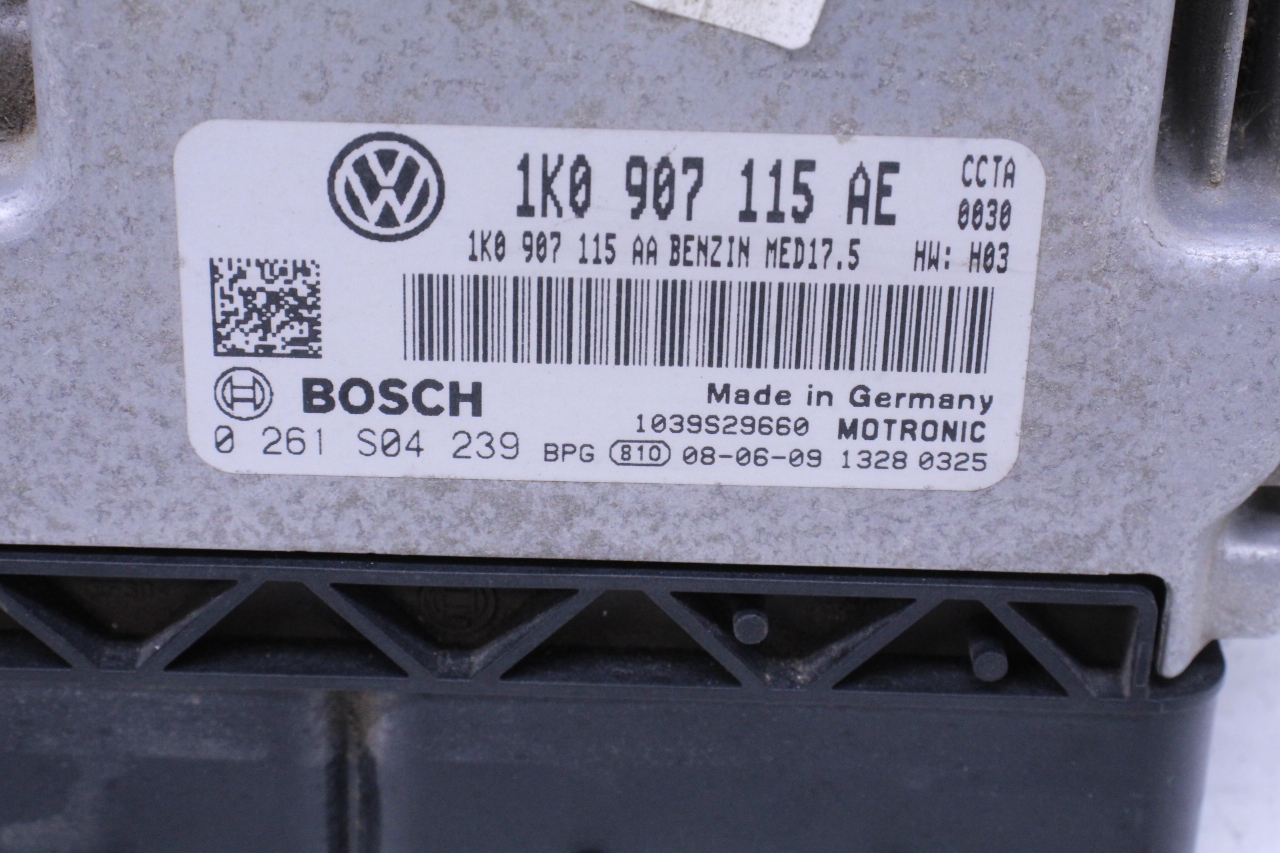 1K0 907 115 AE CCTA
0030
1K0 907 115 AA BENZIN MED17.5 HW: H03
BOSCH Made in Germany
1039S29660 MOTRONIC
0 261 S04 239 BPG 810 08-06-09 1328 0325